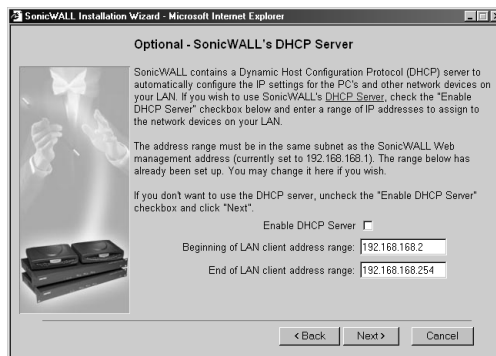 SonicWALL Installation Wizard - Microsoft Internet Explorer
Optional - SonicWALL's DHCP Server
SonicWALL contains a Dynamic Host Configuration Protocol (DHCP) server to
automatically configure the IP settings for the PC's and other network devices on
your LAN. If you wish to use SonicWALL's DHCP Server, check the "Enable
DHCP Server" checkbox below and enter a range of IP addresses to assign to
the network devices on your LAN.
The address range must be in the same subnet as the SonicWALL Web
management address (currently set to 192.168.168.1). The range below has
already been set up. You may change it here if you wish.
If you don't want to use the DHCP server, uncheck the "Enable DHCP Server"
checkbox and click "Next".
Enable DHCP Server
Beginning of LAN client address range: 192.168.168.2
End of LAN client address range: 192.168.168.254
< Back Next > Cancel